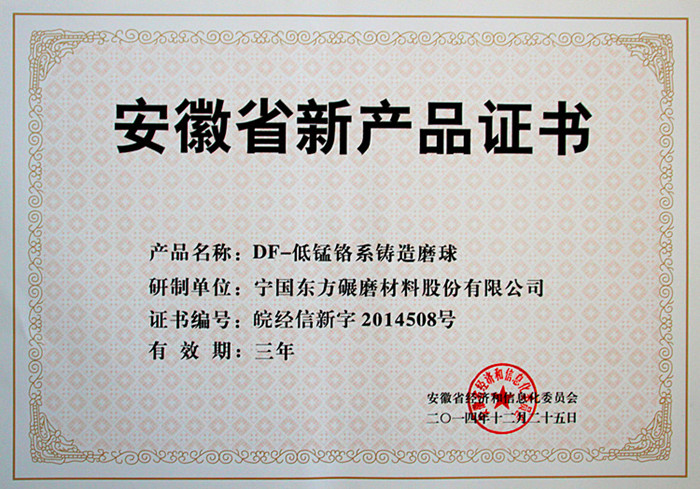 安徽省新产品证书
产品名称：DF-低锰铬系铸造磨球
研制单位：宁国东方碾磨材料股份有限公司
证书编号：皖经信新字 2014508号
有 效 期：三年
安徽省经济和信息化委员会
二〇一四年十二月二十五日